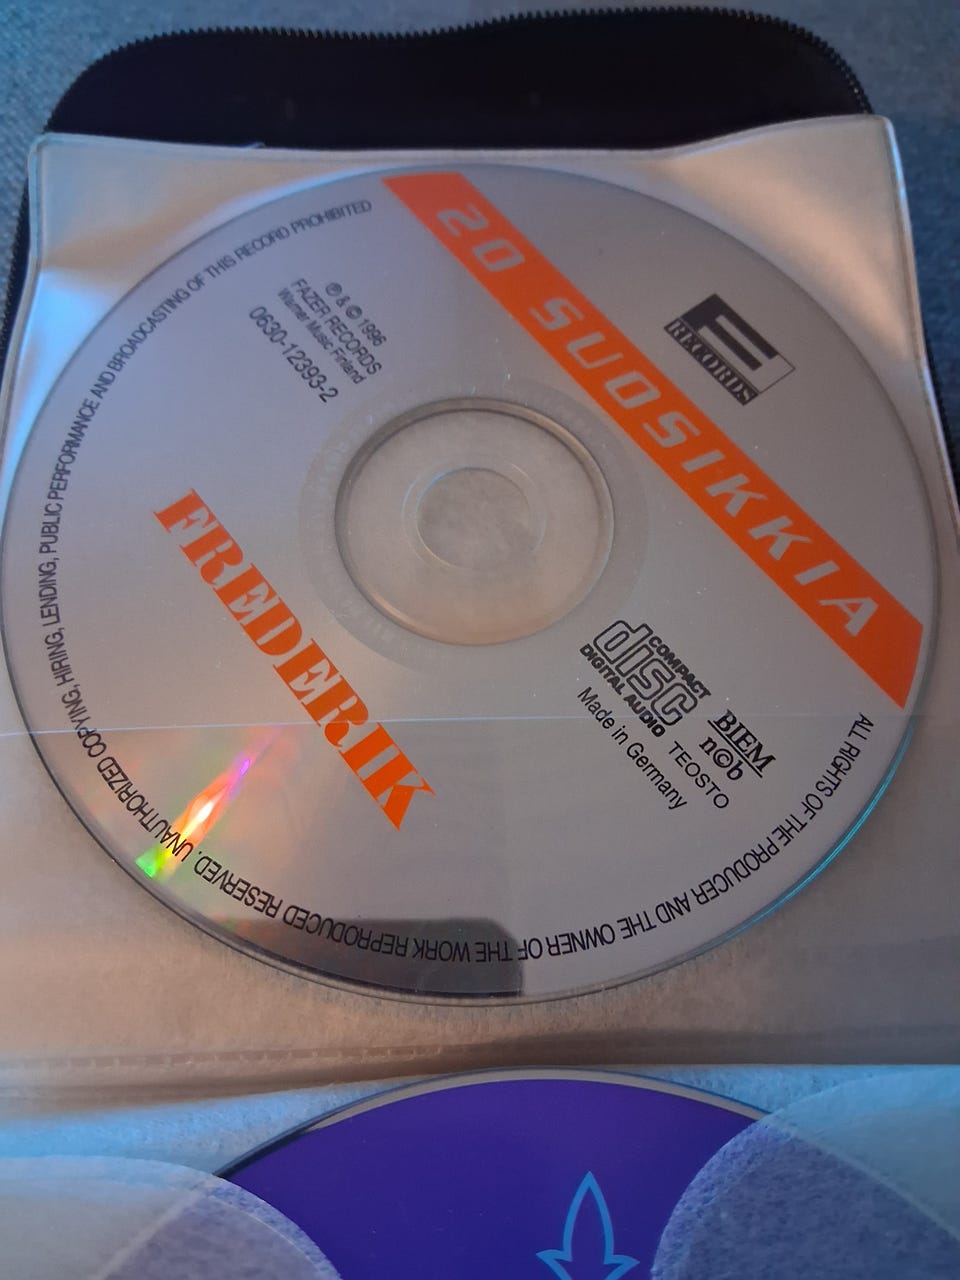 20 SUOSIKKIA
F RECORDS
℗ & © 1996
FAZER RECORDS
Warner Music Finland
0630-12393-2
FREDERIK
COMPACT
disc
DIGITAL AUDIO
Made in Germany
BIEM
n©b
TEOSTO
ALL RIGHTS OF THE PRODUCER AND THE OWNER OF THE WORK REPRODUCED RESERVED. UNAUTHORIZED COPYING, HIRING, LENDING, PUBLIC PERFORMANCE AND BROADCASTING OF THIS RECORD PROHIBITED